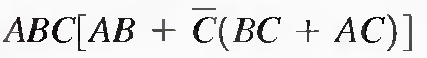 ABC[AB + C̅(BC + AC)]